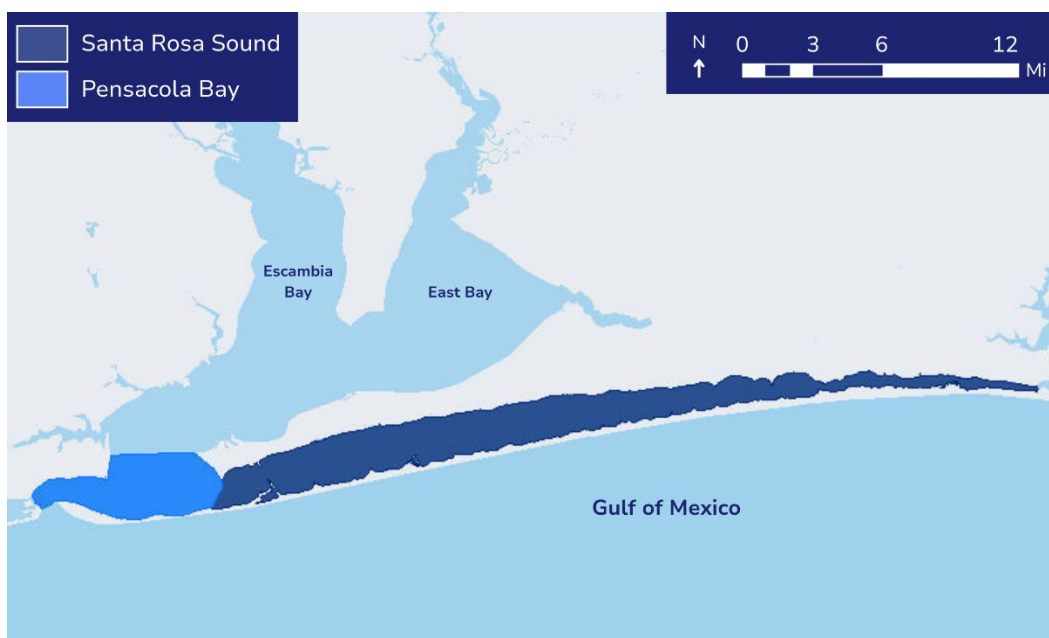 Santa Rosa Sound
Pensacola Bay
N
0 3 6 12
Mi
Escambia
Bay
East Bay
Gulf of Mexico